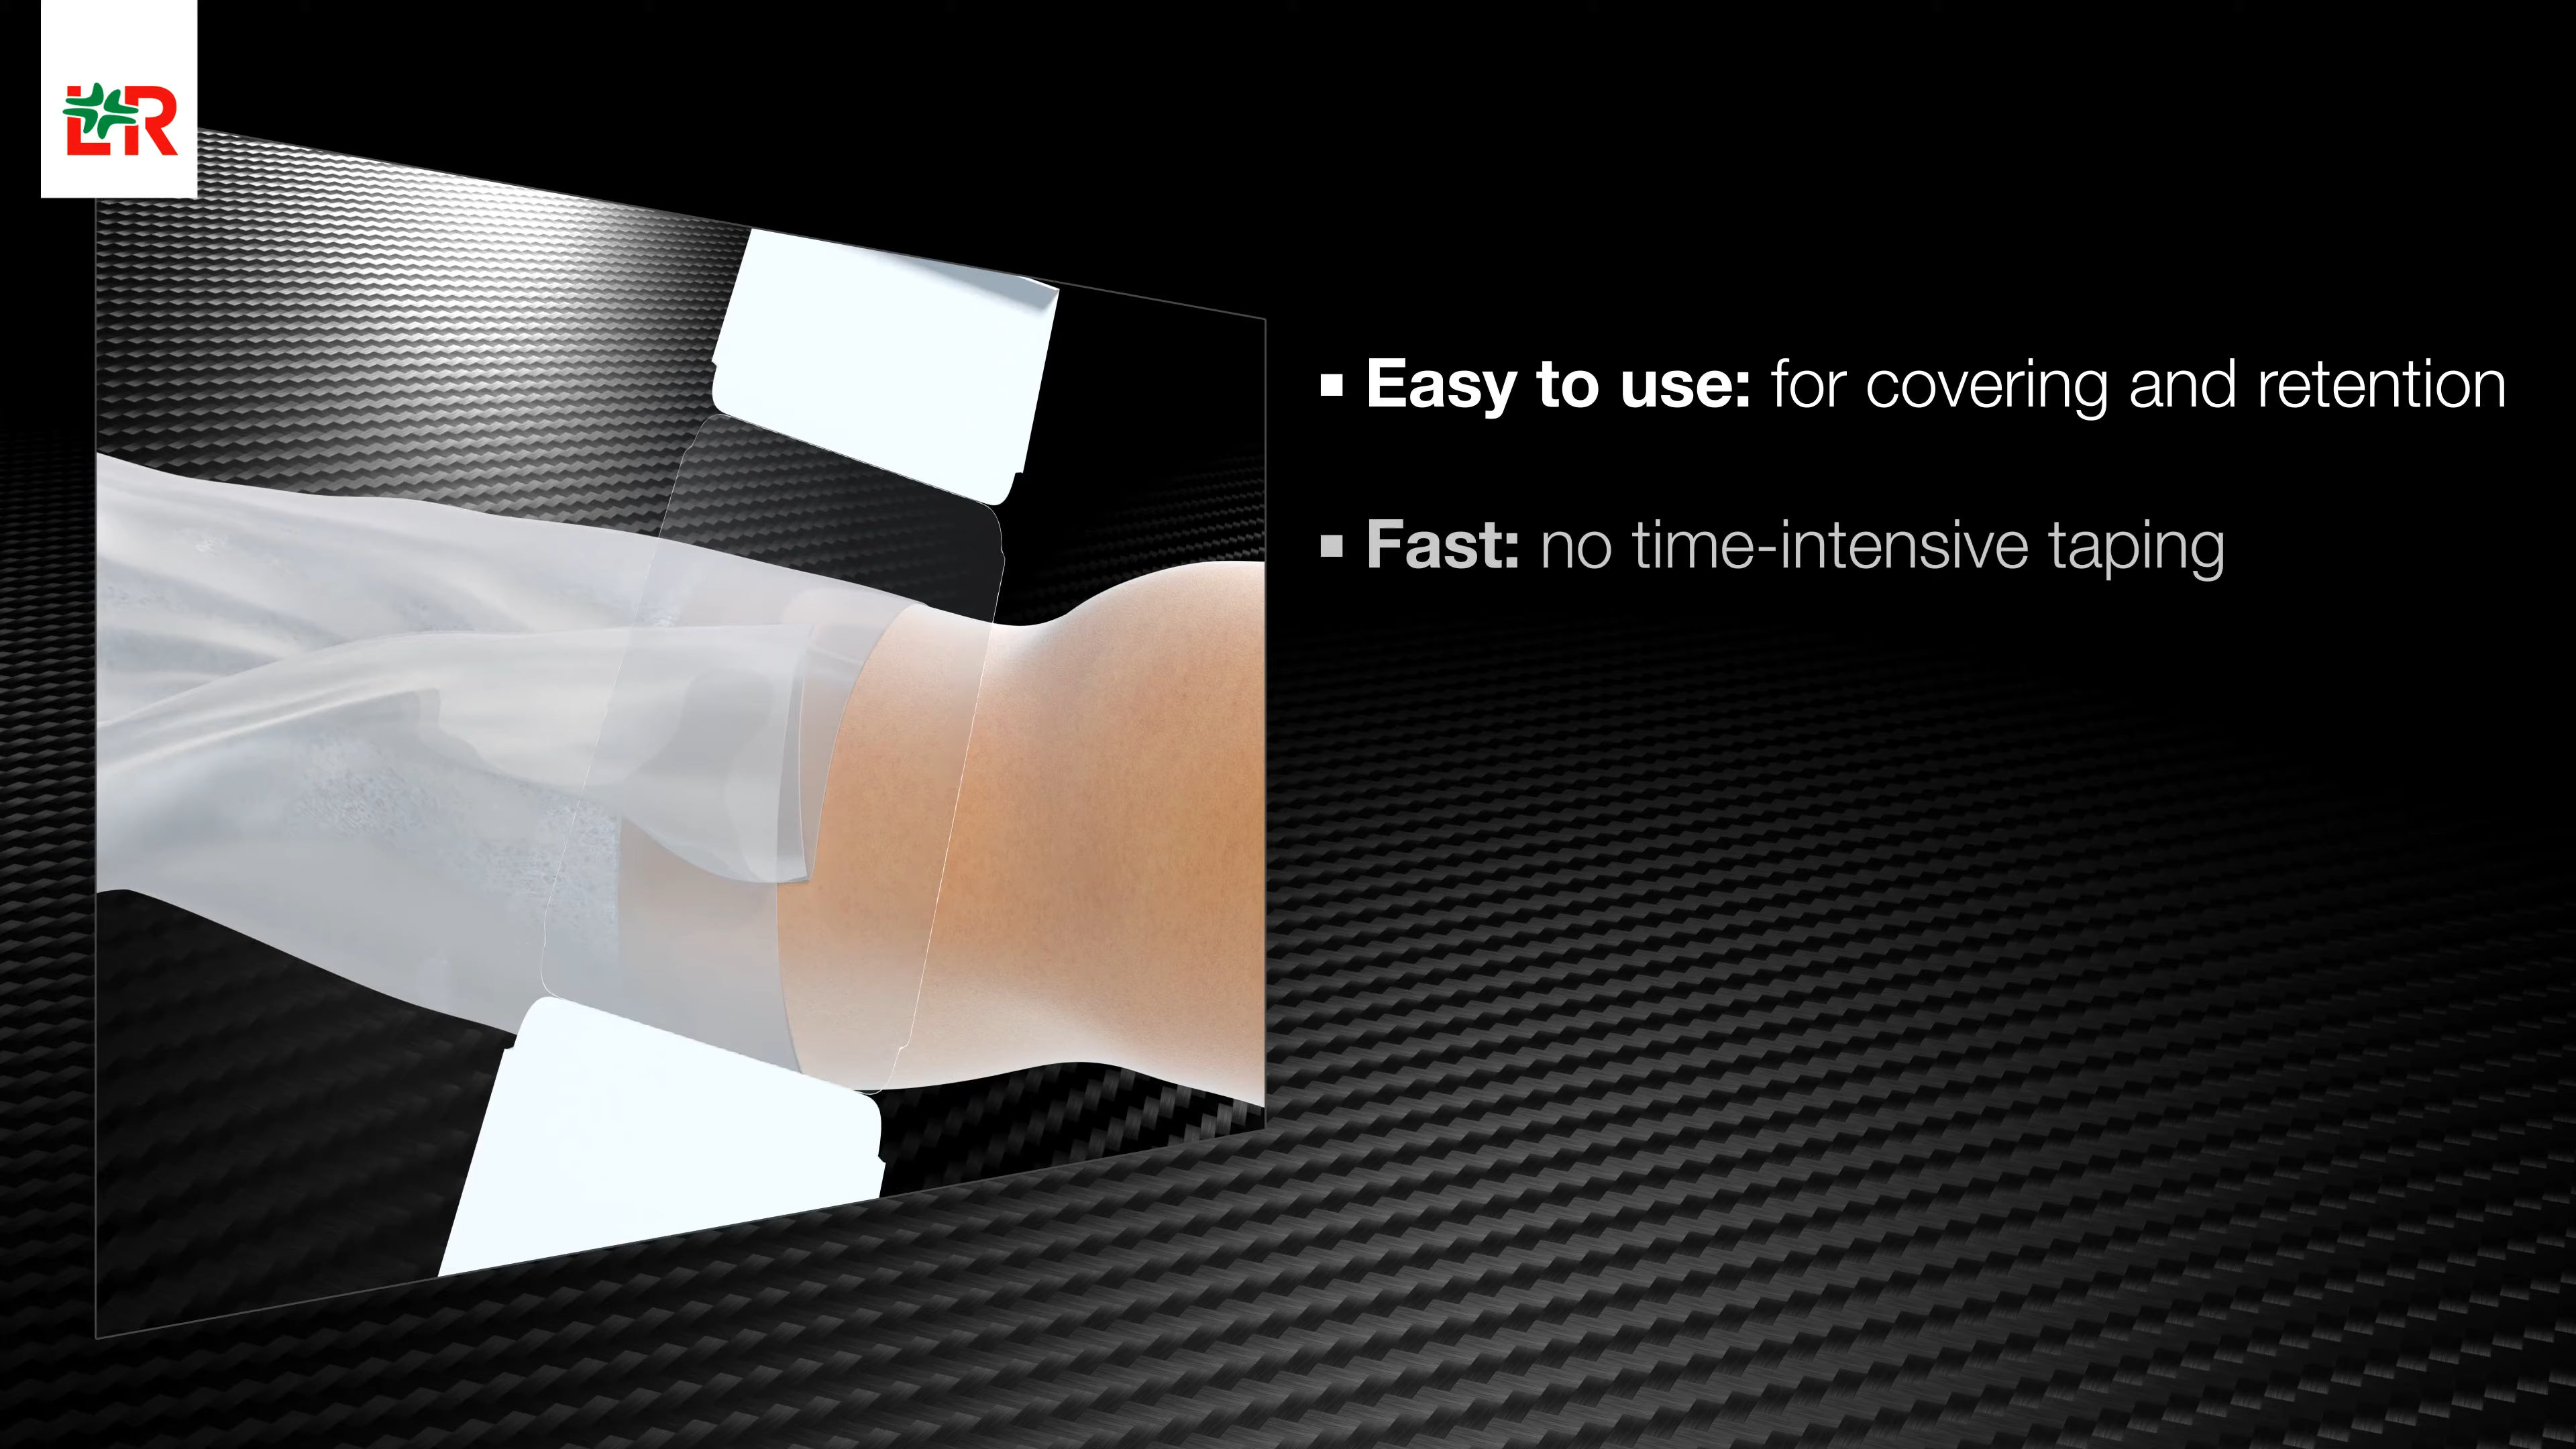 L&R
▪ Easy to use: for covering and retention
▪ Fast: no time-intensive taping